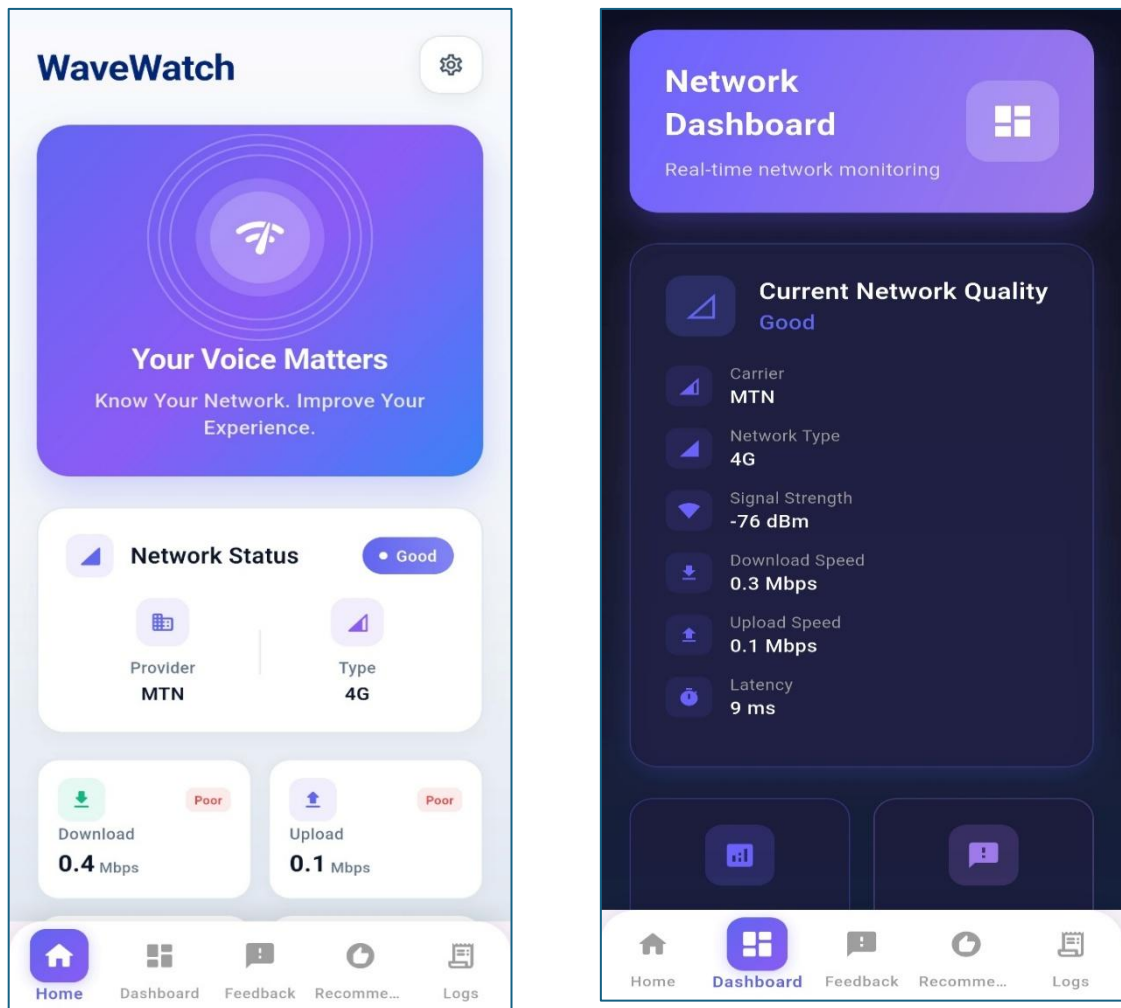 WaveWatch
Your Voice Matters
Know Your Network. Improve Your
Experience.
Network Status
Good
Provider
MTN
Type
4G
Poor
Download
0.4 Mbps
Poor
Upload
0.1 Mbps
Home
Dashboard
Feedback
Recomme...
Logs
Network
Dashboard
Real-time network monitoring
Current Network Quality
Good
Carrier
MTN
Network Type
4G
Signal Strength
-76 dBm
Download Speed
0.3 Mbps
Upload Speed
0.1 Mbps
Latency
9 ms
Home
Dashboard
Feedback
Recomme...
Logs